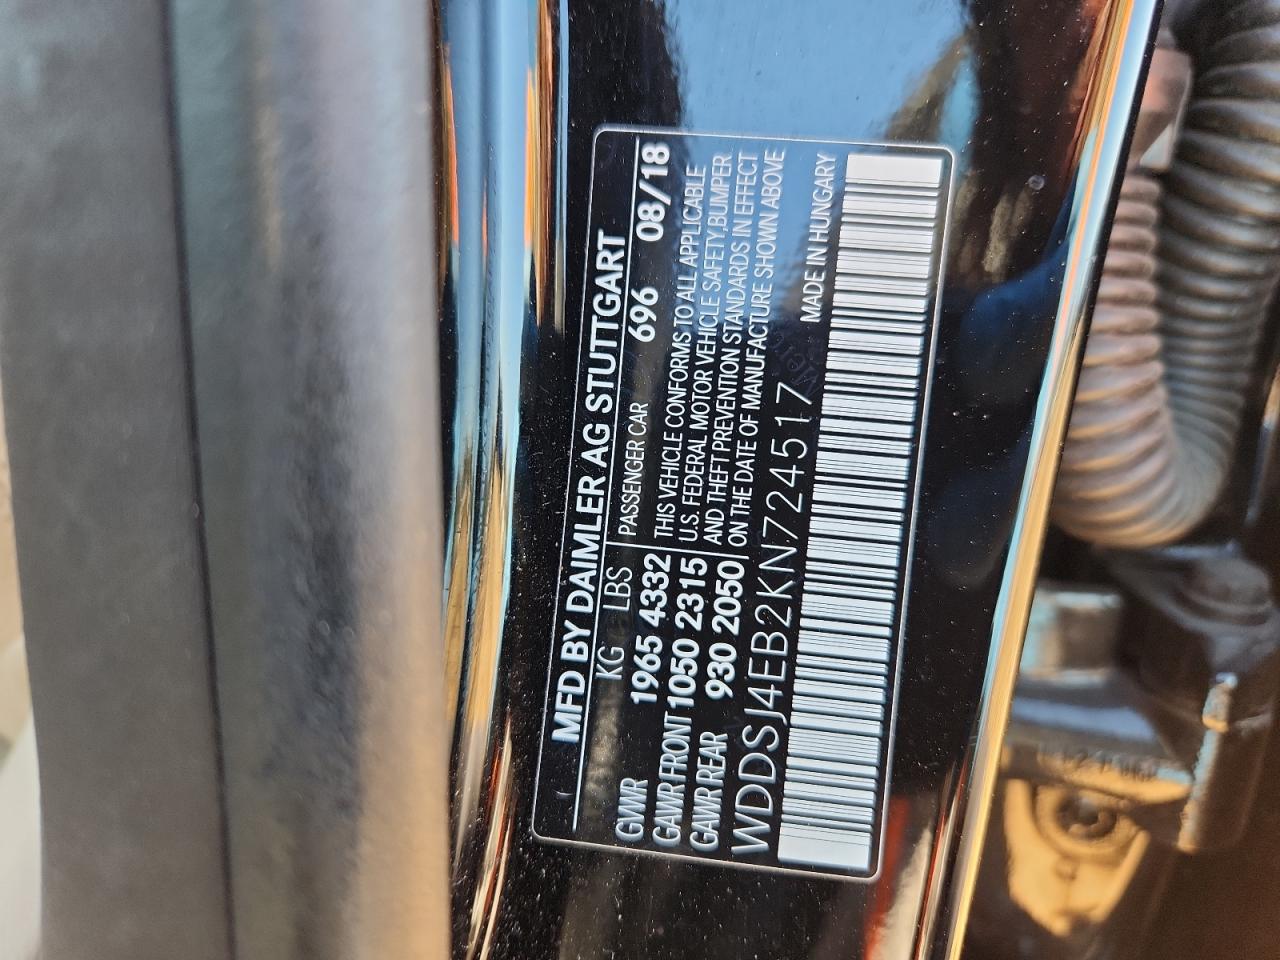 MFD BY DAIMLER AG STUTTGART
KG LBS PASSENGER CAR 696 08/18
GVWR 1965 4332 THIS VEHICLE CONFORMS TO ALL APPLICABLE
GAWR FRONT 1050 2315 U.S. FEDERAL MOTOR VEHICLE SAFETY,BUMPER
GAWR REAR 930 2050 AND THEFT PREVENTION STANDARDS IN EFFECT
ON THE DATE OF MANUFACTURE SHOWN ABOVE
WDDSJ4EB2KN724517 MADE IN HUNGARY